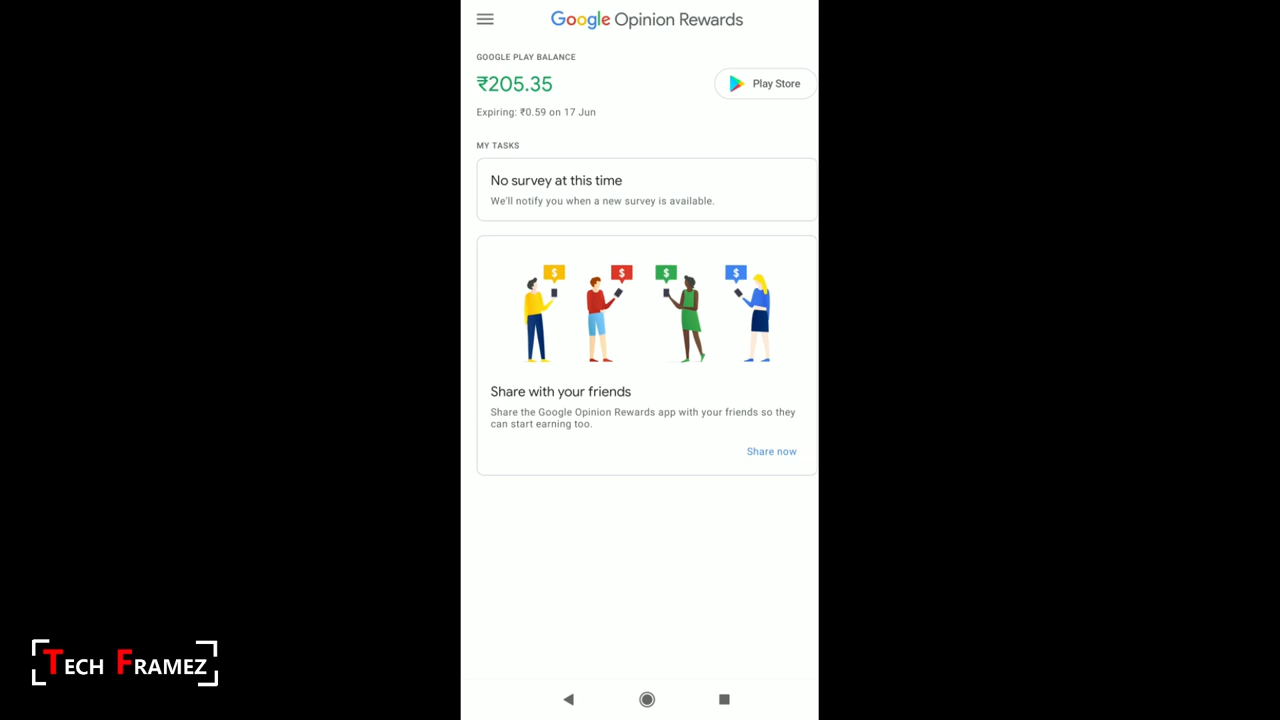 Google Opinion Rewards
GOOGLE PLAY BALANCE
₹205.35
Play Store
Expiring: ₹0.59 on 17 Jun
MY TASKS
No survey at this time
We'll notify you when a new survey is available.
$ $ $ $
Share with your friends
Share the Google Opinion Rewards app with your friends so they
can start earning too.
Share now
TECH FRAMEZ